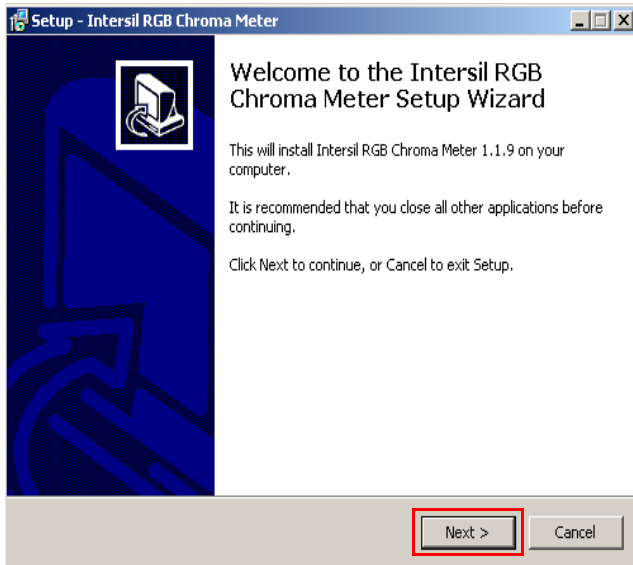 Setup - Intersil RGB Chroma Meter
Welcome to the Intersil RGB
Chroma Meter Setup Wizard
This will install Intersil RGB Chroma Meter 1.1.9 on your
computer.
It is recommended that you close all other applications before
continuing.
Click Next to continue, or Cancel to exit Setup.
Next >
Cancel